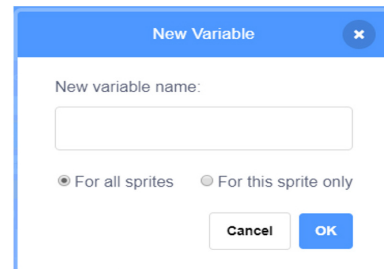 New Variable
New variable name:
For all sprites For this sprite only
Cancel OK